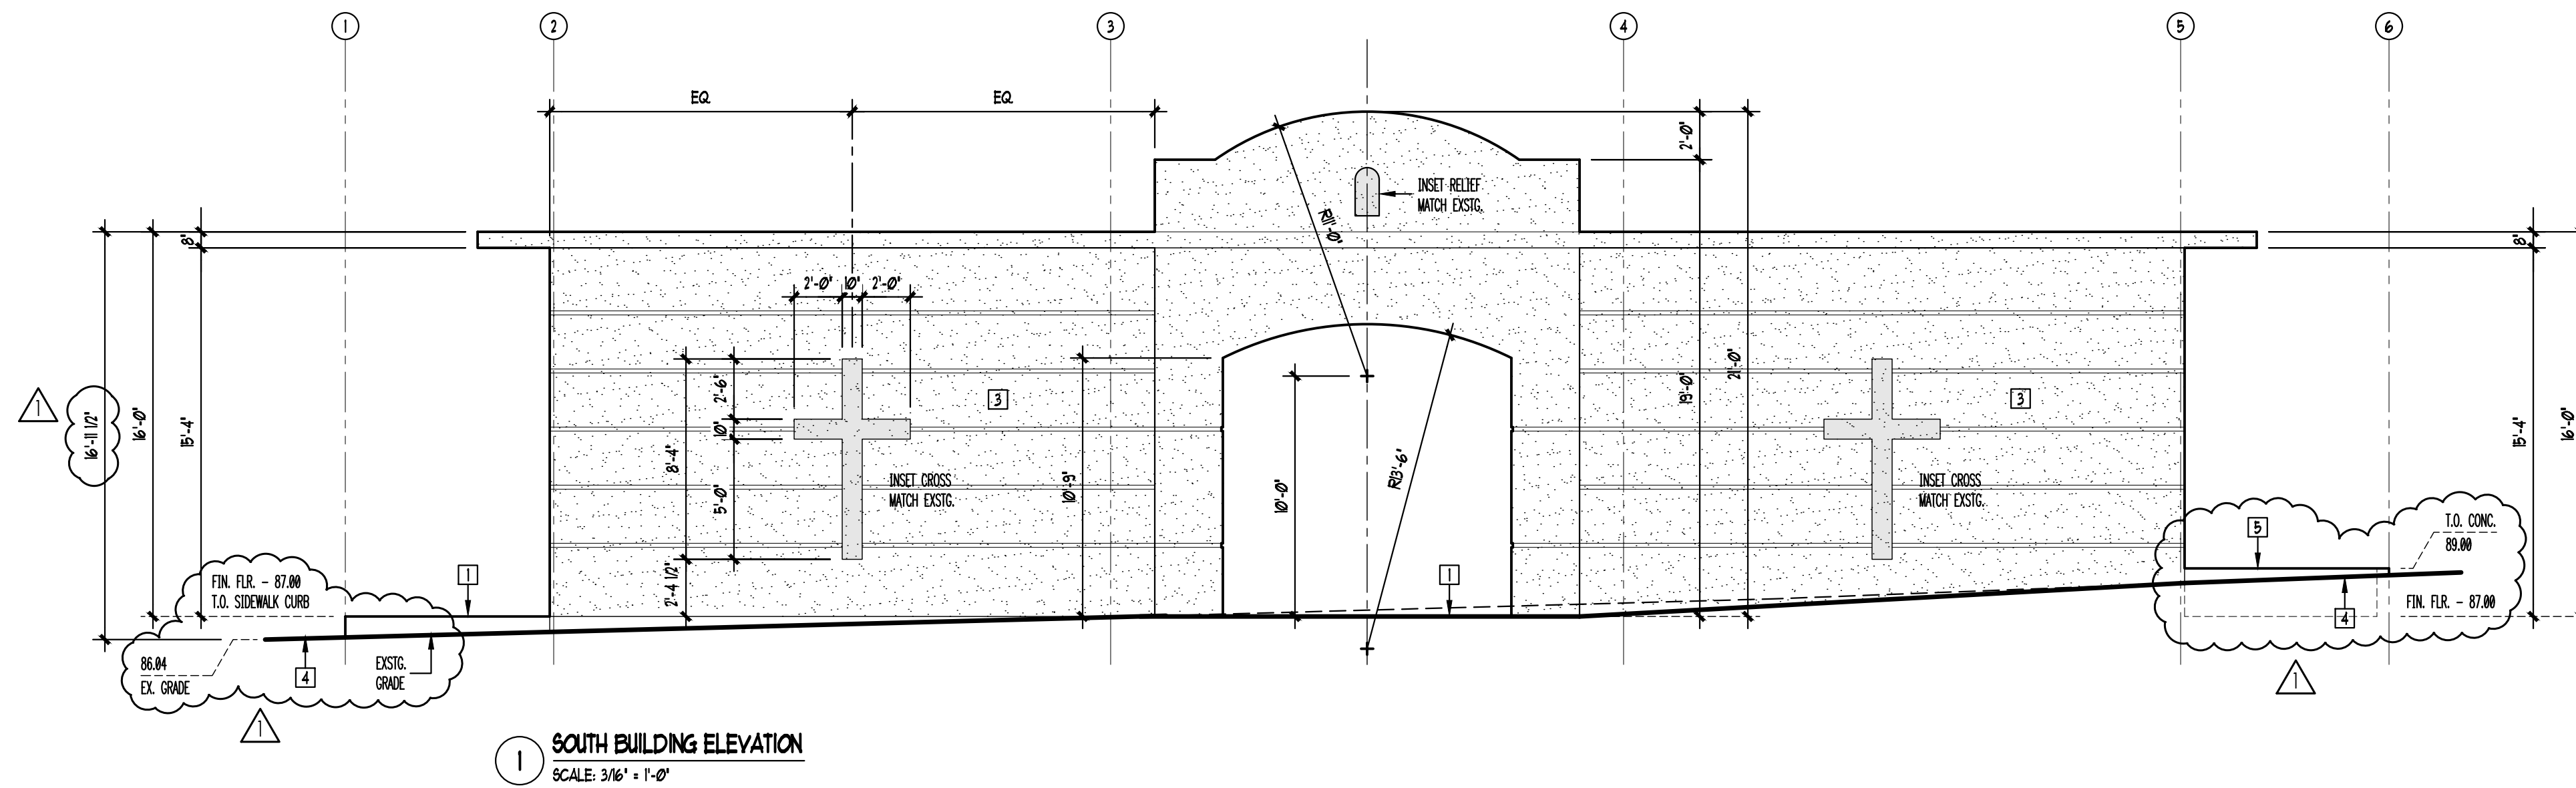 1
2
3
4
5
6
EQ
EQ
2'-0"
INSET RELIEF
MATCH EXSTG.
R11'-0"
8"
8"
2'-0"
10"
2'-0"
2'-6"
10"
8'-4"
5'-0"
2'-4 1/2"
3
INSET CROSS
MATCH EXSTG.
10'-9"
10'-0"
R13'-6"
19'-0"
21'-0"
3
INSET CROSS
MATCH EXSTG.
1
16'-11 1/2"
16'-0"
15'-4"
15'-4"
16'-0"
FIN. FLR. - 87.00
T.O. SIDEWALK CURB
1
1
5
T.O. CONC.
89.00
FIN. FLR. - 87.00
4
1
86.04
EX. GRADE
4
EXSTG.
GRADE
1
1
SOUTH BUILDING ELEVATION
SCALE: 3/16" = 1'-0"